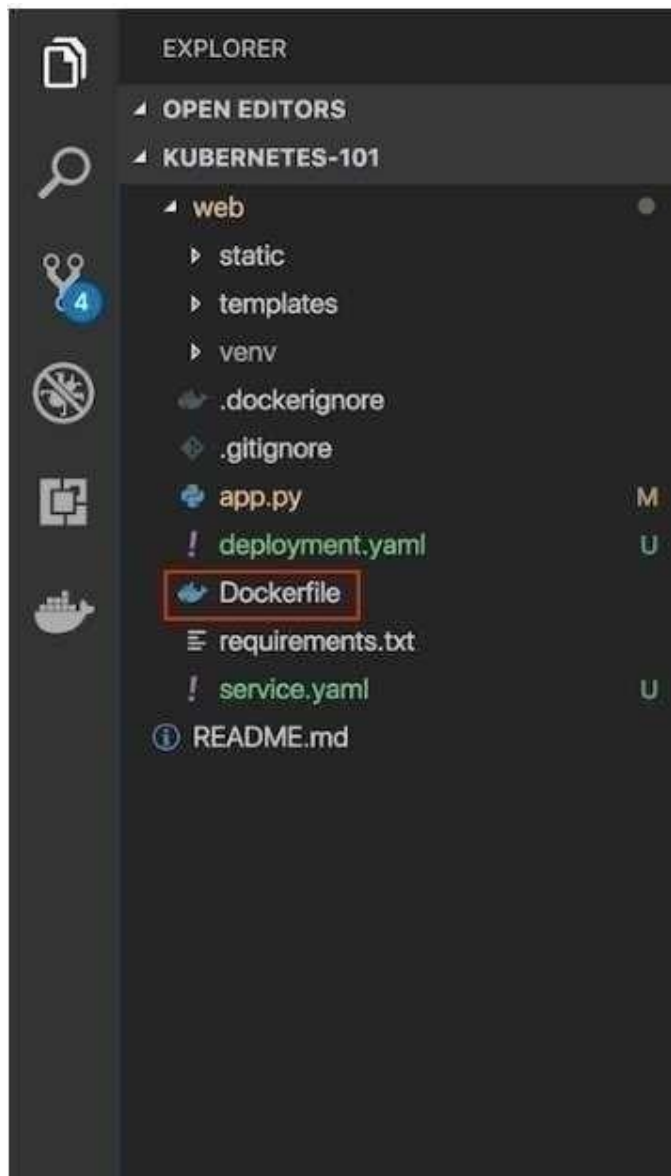 EXPLORER
OPEN EDITORS
KUBERNETES-101
web
static
templates
4
venv
.dockerignore
.gitignore
app.py M
! deployment.yaml U
Dockerfile
requirements.txt
! service.yaml U
README.md